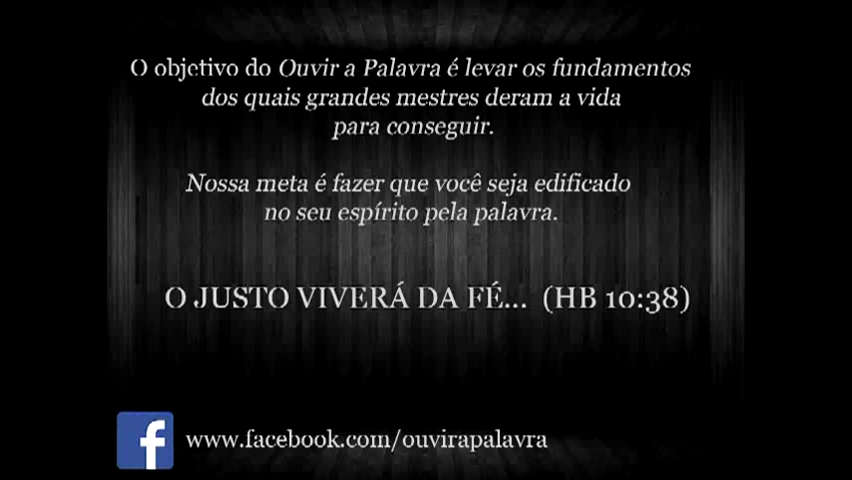 O objetivo do Ouvir a Palavra é levar os fundamentos
dos quais grandes mestres deram a vida
para conseguir.
Nossa meta é fazer que você seja edificado
no seu espírito pela palavra.
O JUSTO VIVERÁ DA FÉ... (HB 10:38)
www.facebook.com/ouvirapalavra